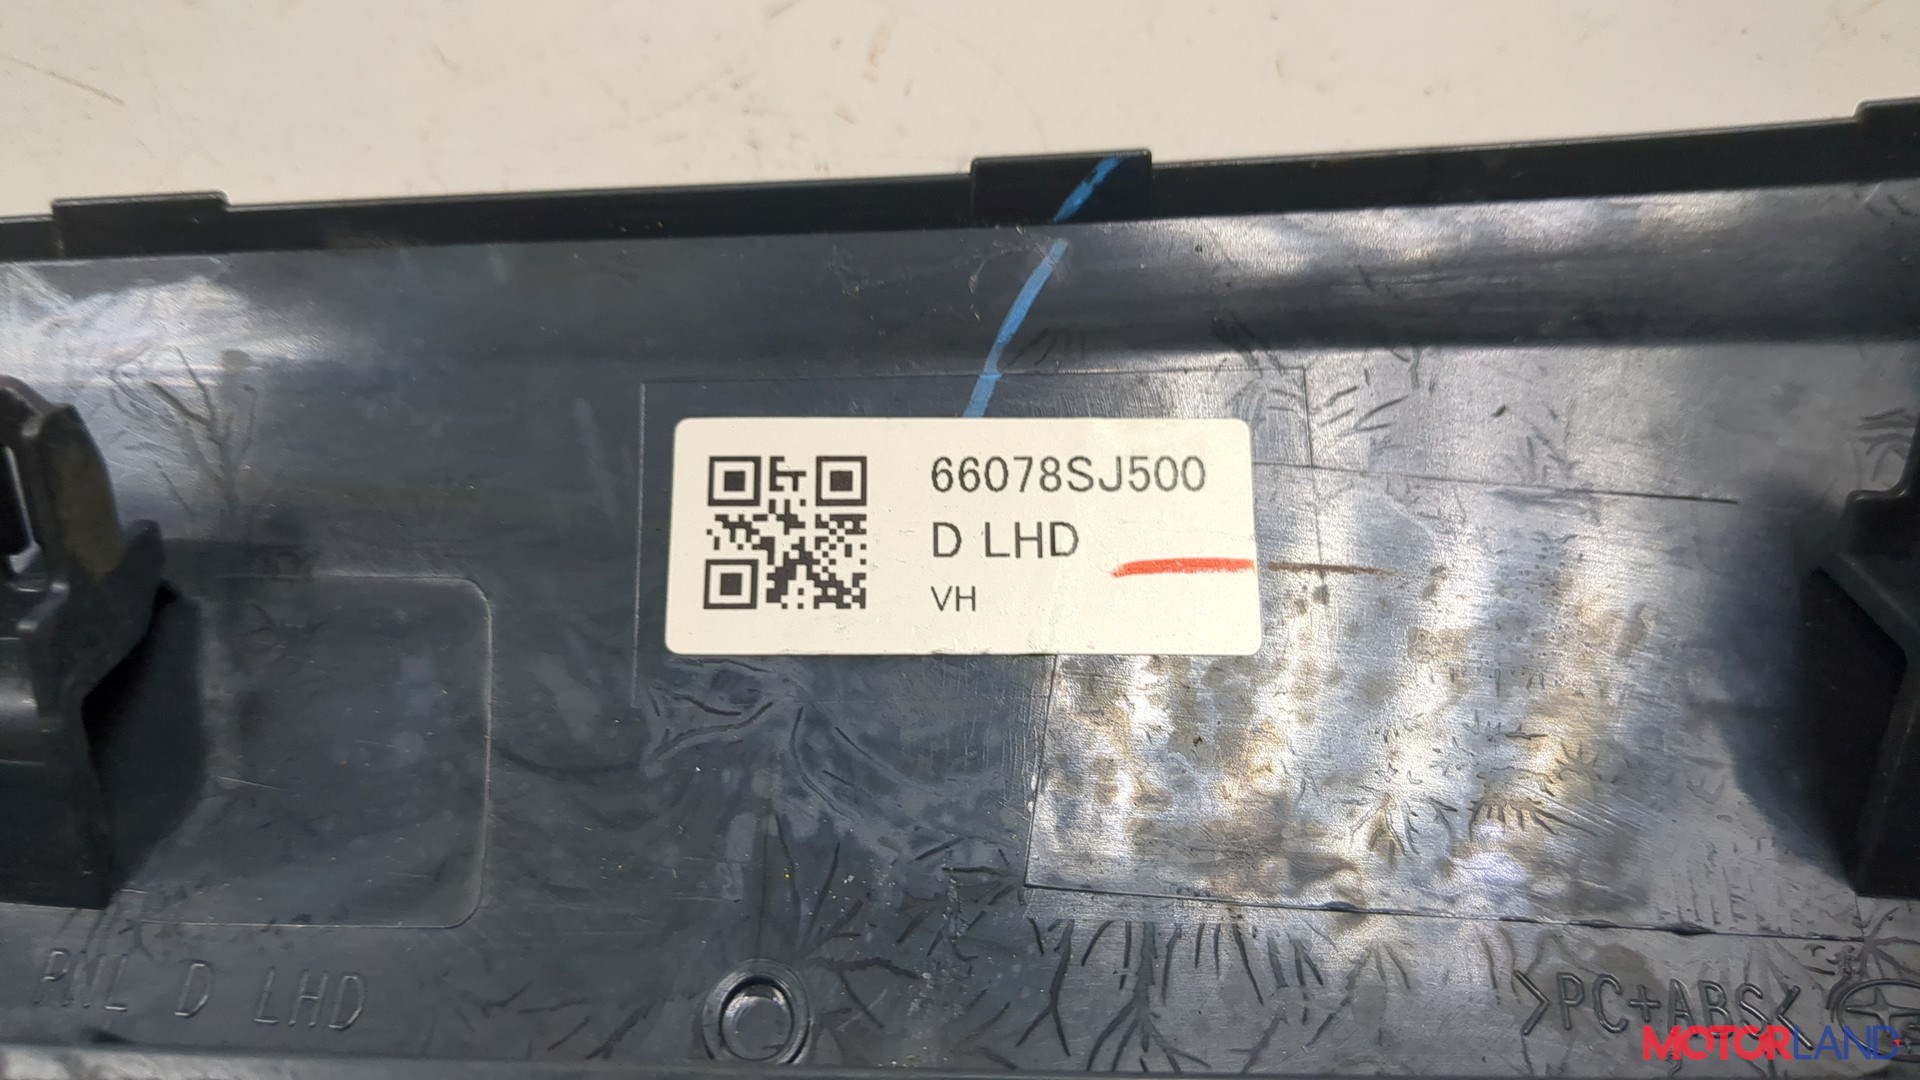 66078SJ500
D LHD
VH
PNL D LHD
>PC+ABS<
MOTORLAND